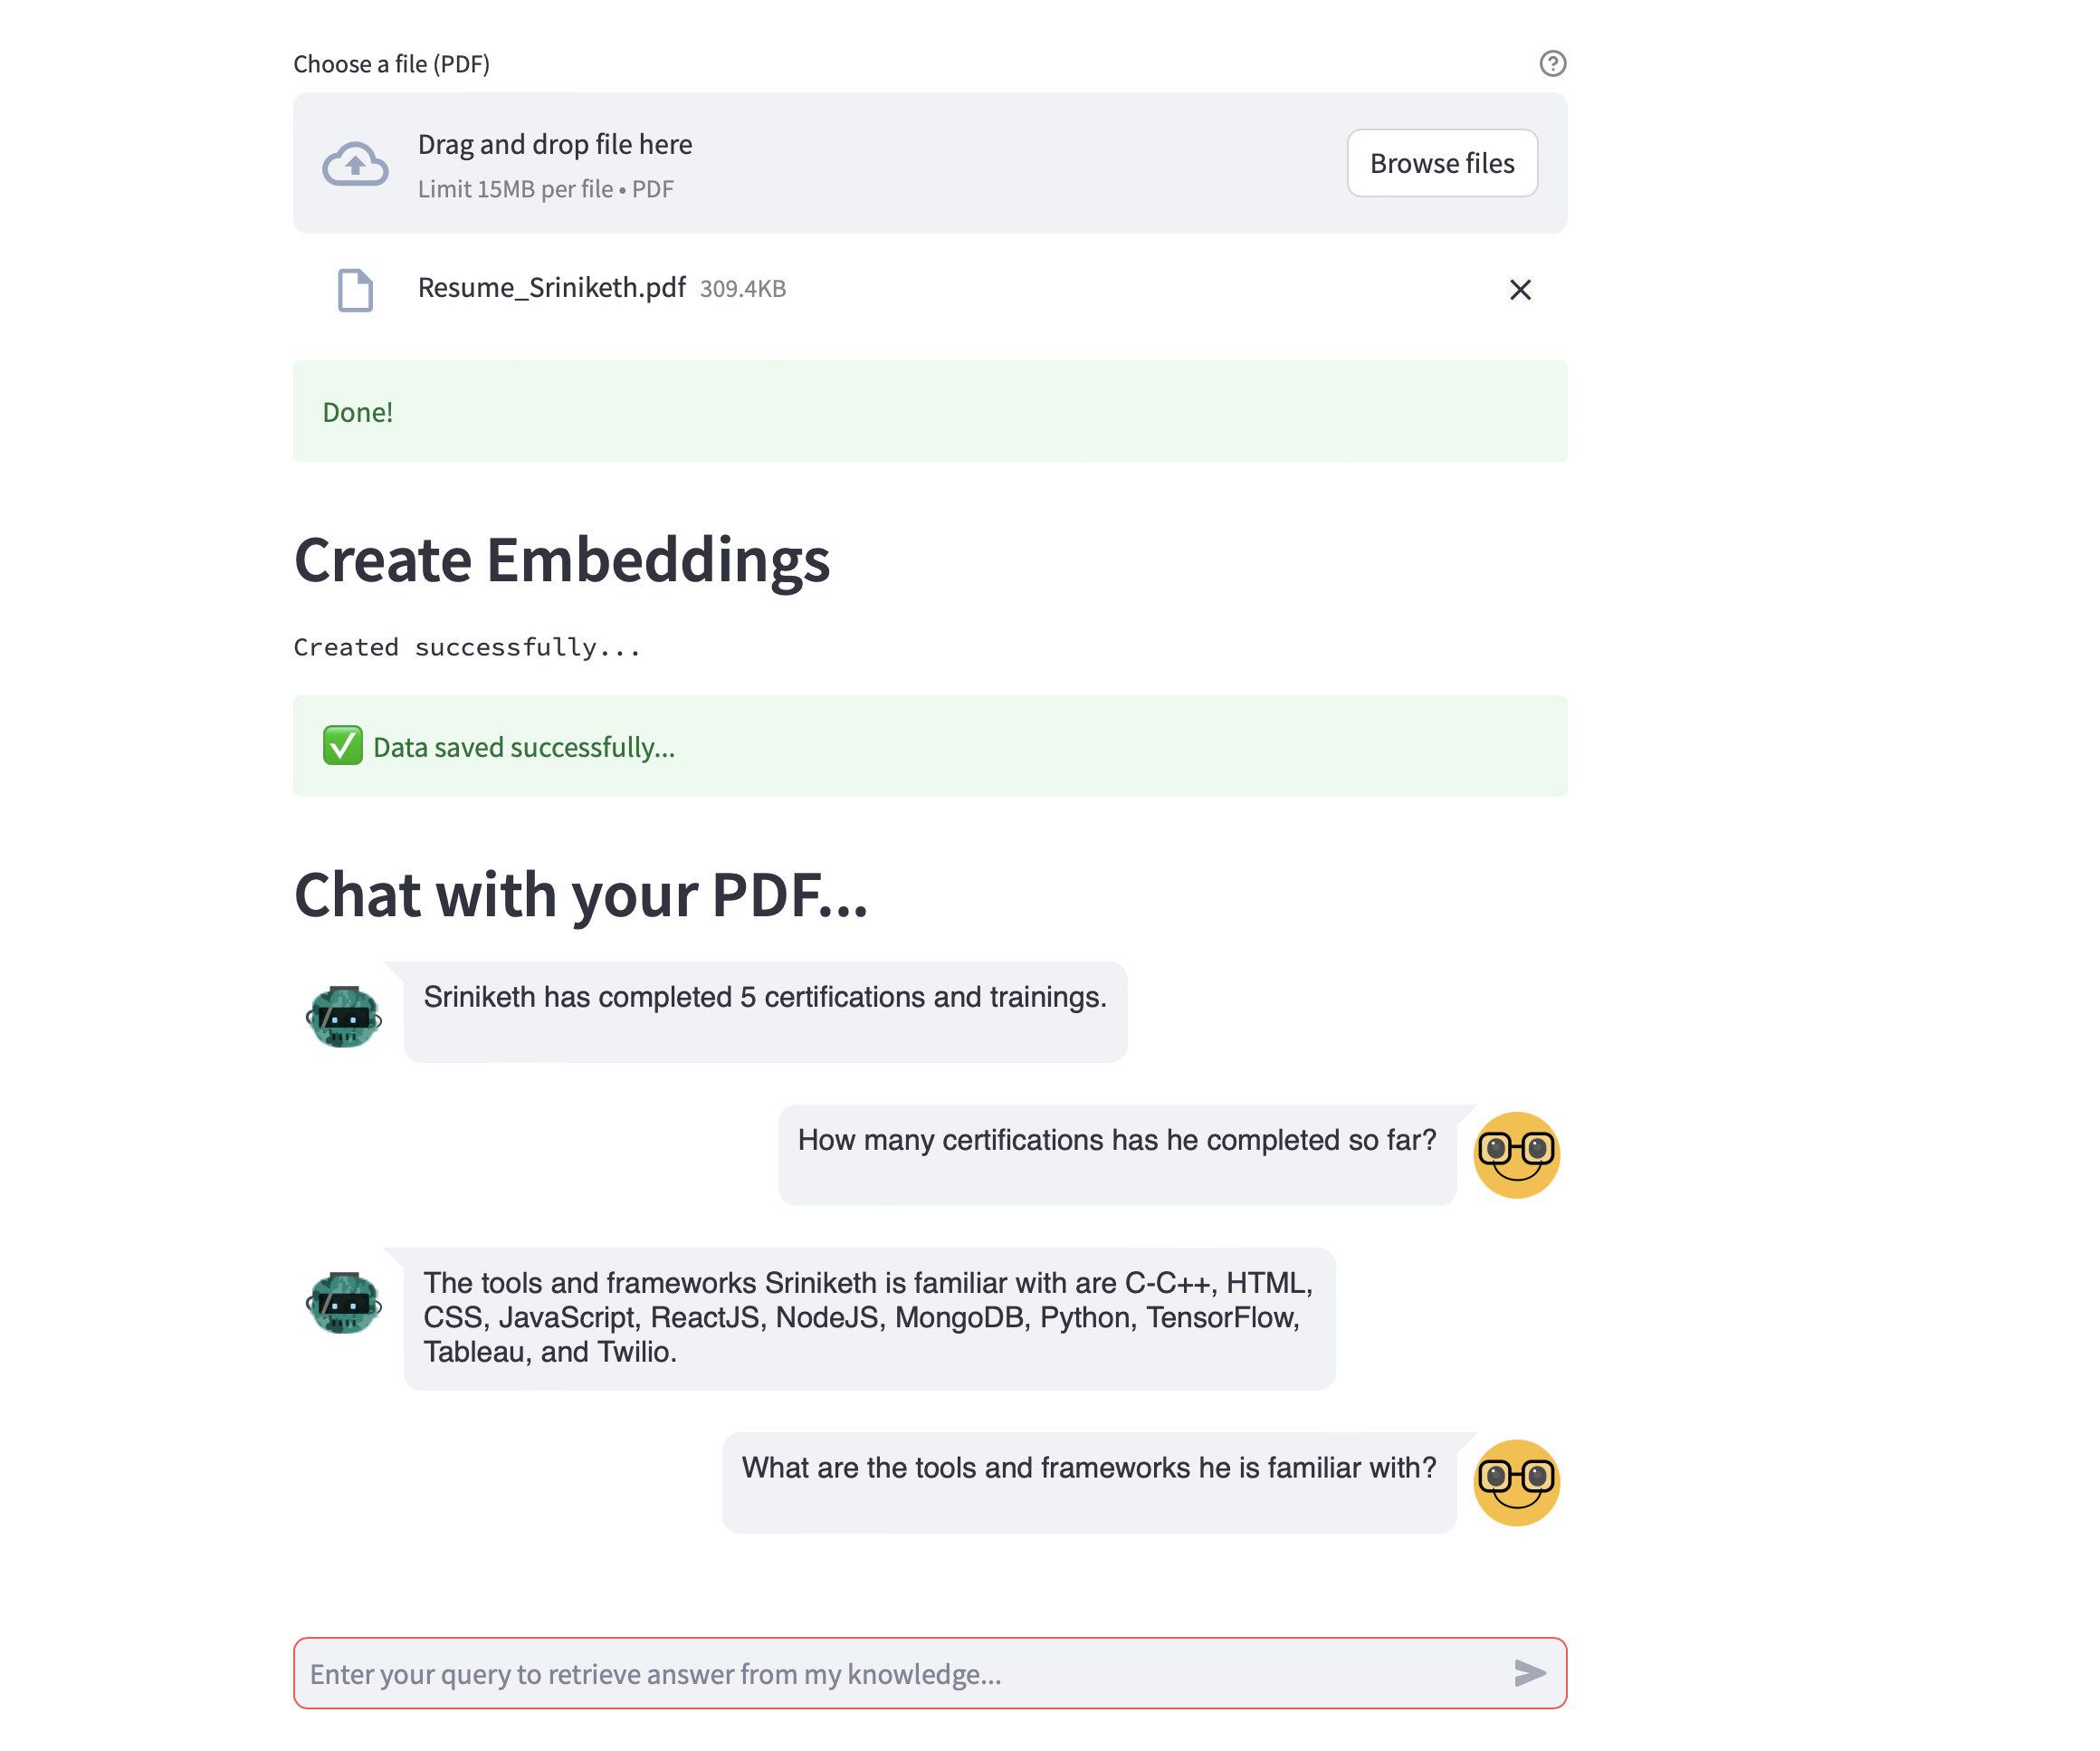 Choose a file (PDF)
Drag and drop file here
Limit 15MB per file • PDF
Browse files
Resume_Sriniketh.pdf 309.4KB
Done!
Create Embeddings
Created successfully...
✅ Data saved successfully...
Chat with your PDF...
Sriniketh has completed 5 certifications and trainings.
How many certifications has he completed so far?
The tools and frameworks Sriniketh is familiar with are C-C++, HTML,
CSS, JavaScript, ReactJS, NodeJS, MongoDB, Python, TensorFlow,
Tableau, and Twilio.
What are the tools and frameworks he is familiar with?
Enter your query to retrieve answer from my knowledge...